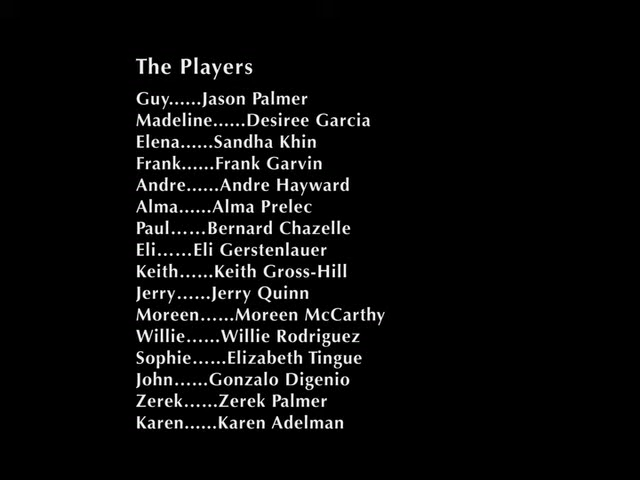 The Players
Guy......Jason Palmer
Madeline......Desiree Garcia
Elena......Sandha Khin
Frank......Frank Garvin
Andre......Andre Hayward
Alma......Alma Prelec
Paul......Bernard Chazelle
Eli......Eli Gerstenlauer
Keith......Keith Gross-Hill
Jerry......Jerry Quinn
Moreen......Moreen McCarthy
Willie......Willie Rodriguez
Sophie......Elizabeth Tingue
John......Gonzalo Digenio
Zerek......Zerek Palmer
Karen......Karen Adelman